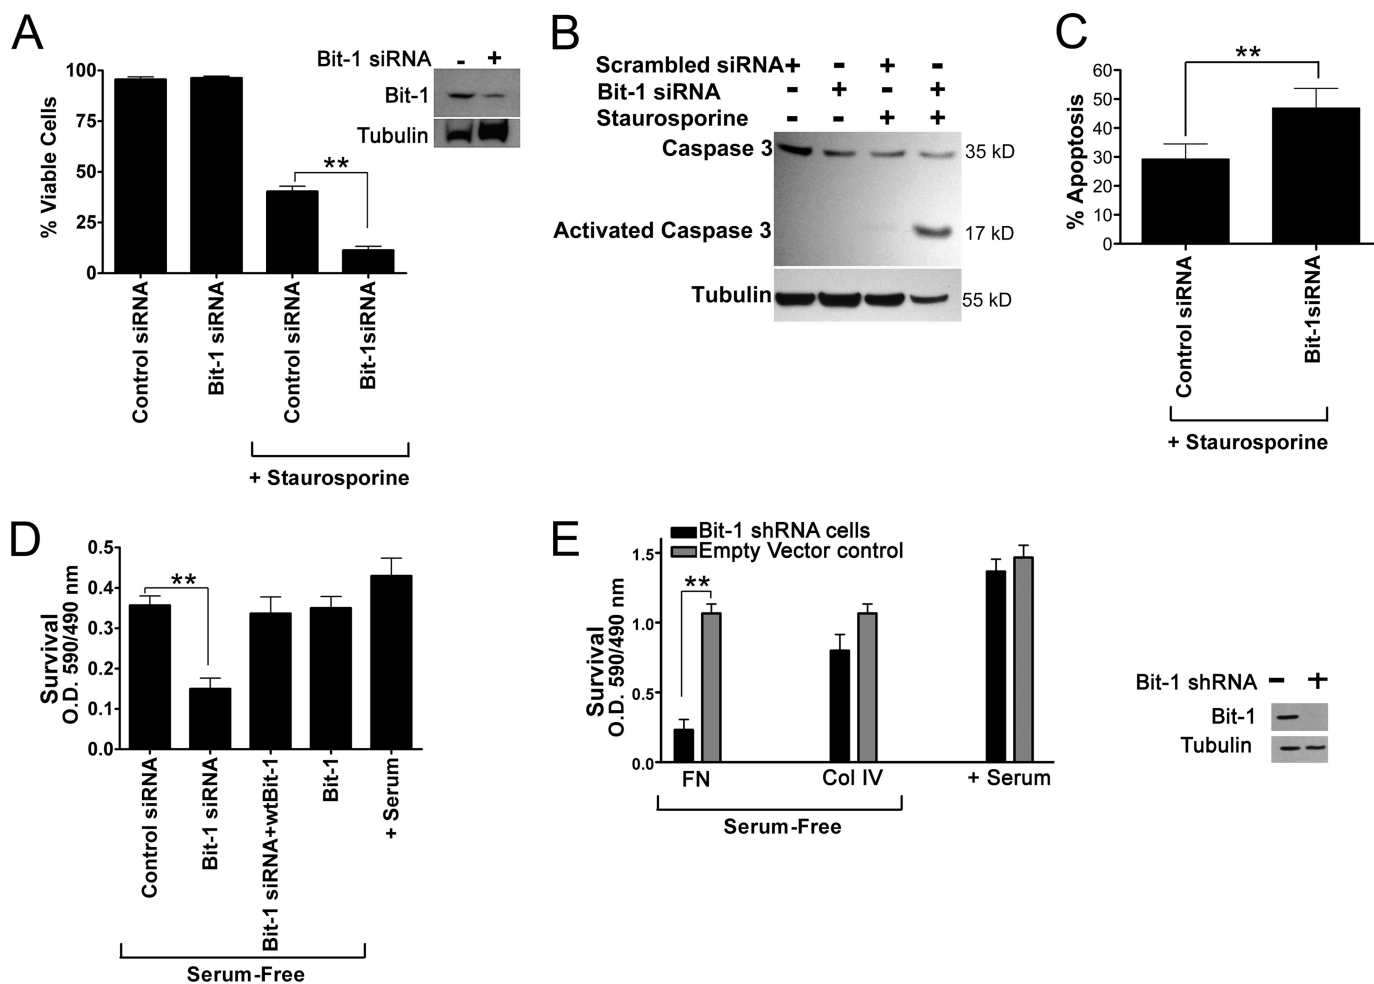 A
Bit-1 siRNA - +
Bit-1
Tubulin
% Viable Cells
100
75
50
25
0
**
Control siRNA
Bit-1 siRNA
Control siRNA
Bit-1siRNA
+ Staurosporine
B
Scrambled siRNA + - + -
Bit-1 siRNA - + - +
Staurosporine - - + +
Caspase 3 35 kD
Activated Caspase 3 17 kD
Tubulin 55 kD
C
% Apoptosis
60
50
40
30
20
10
0
**
Control siRNA
Bit-1siRNA
+ Staurosporine
D
Survival
O.D. 590/490 nm
0.5
0.4
0.3
0.2
0.1
0.0
**
Control siRNA
Bit-1 siRNA
Bit-1 siRNA+wtBit-1
Bit-1
+ Serum
Serum-Free
E
Bit-1 shRNA cells
Empty Vector control
Survival
O.D. 590/490 nm
1.5
1.0
0.5
0.0
**
FN
Col IV
+ Serum
Serum-Free
Bit-1 shRNA - +
Bit-1
Tubulin